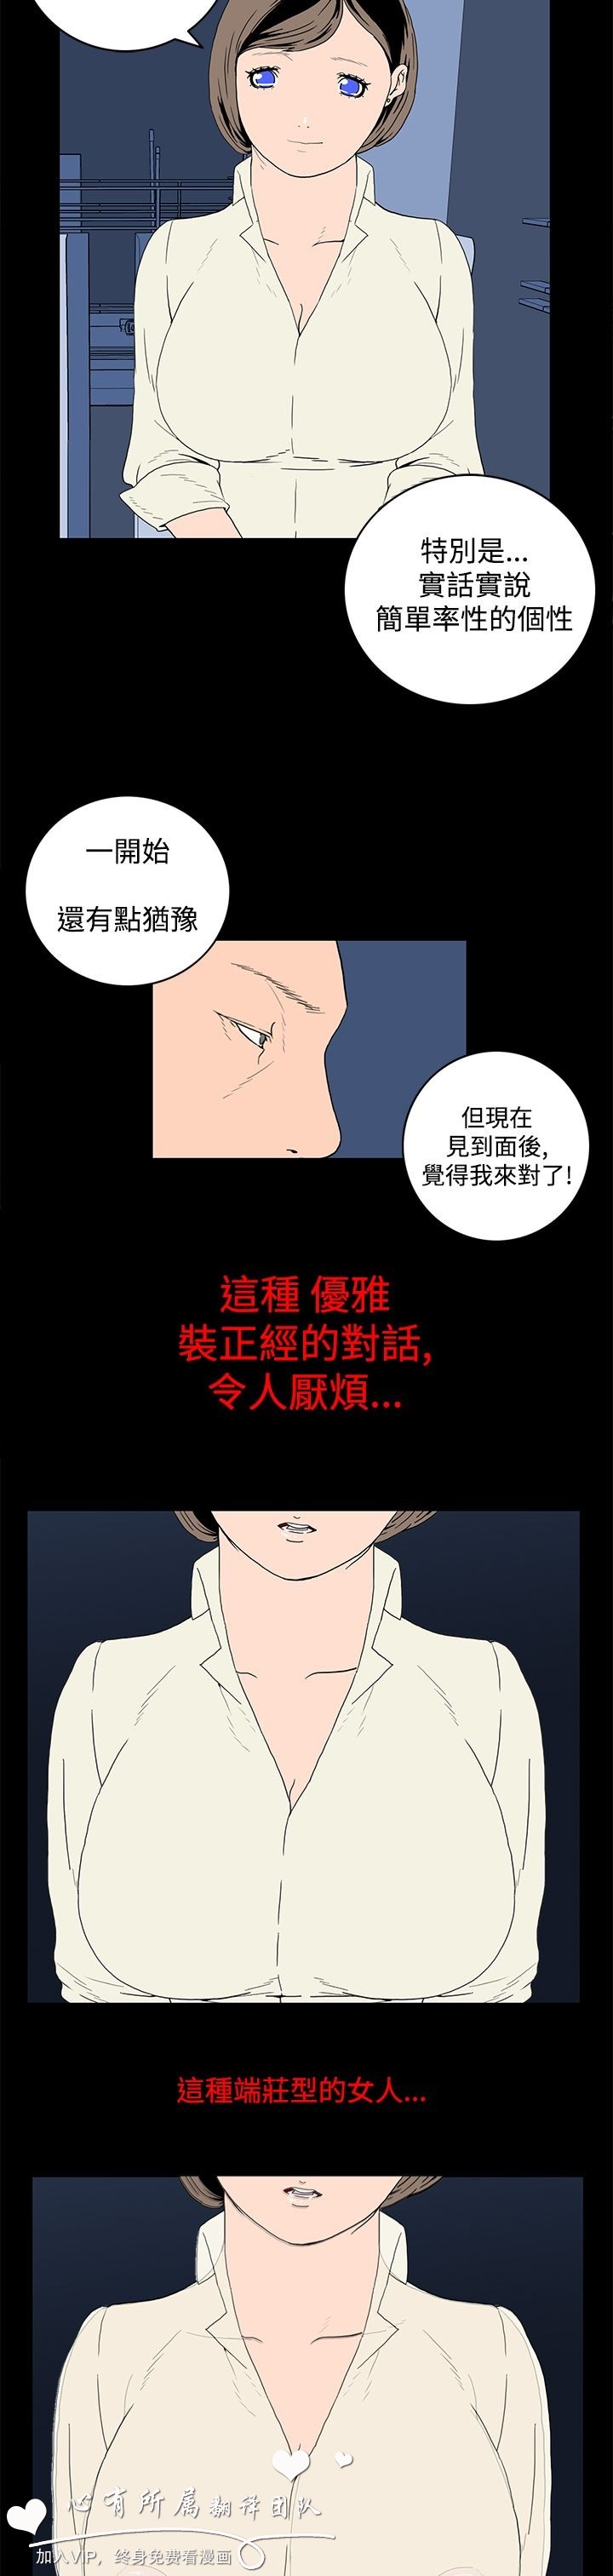 特別是...
實話實說
簡單率性的個性
一開始
還有點猶豫
但現在
見到面後,
覺得我來對了!
這種 優雅
裝正經的對話,
令人厭煩...
這種端莊型的女人...
心有所属翻译团队
加入VIP，终身免费看漫画